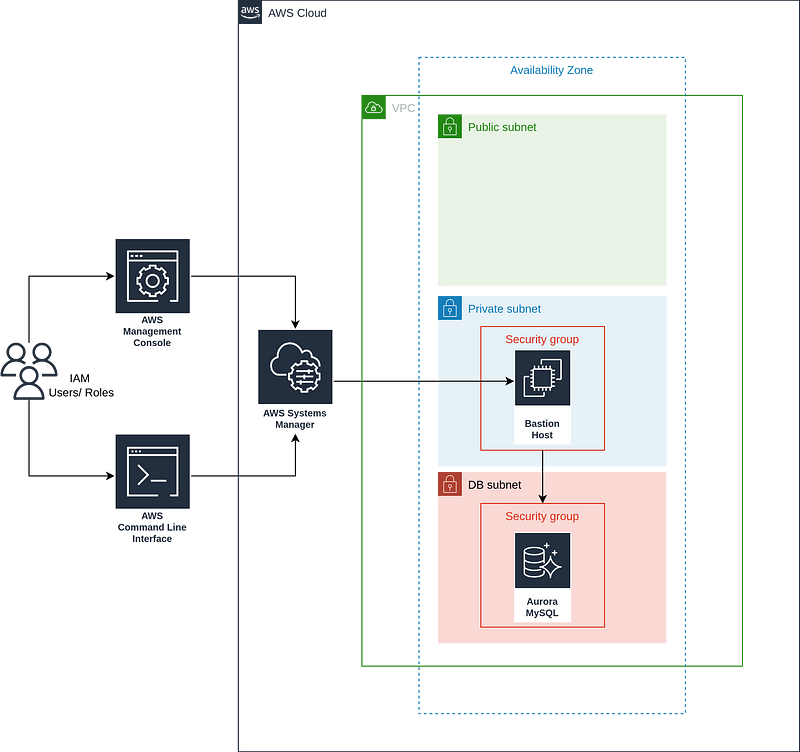 aws
AWS Cloud
Availability Zone
VPC
Public subnet
Private subnet
Security group
Bastion
Host
DB subnet
Security group
Aurora
MySQL
AWS
Management
Console
IAM
Users/ Roles
AWS Systems
Manager
AWS
Command Line
Interface